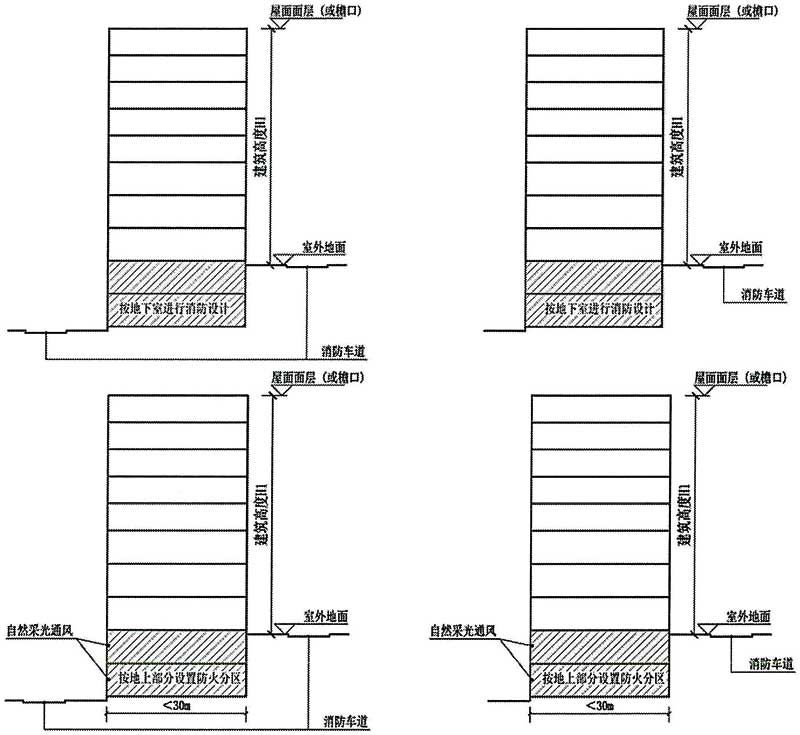 屋面面层（或檐口）
建筑高度H1
室外地面
按地下室进行消防设计
消防车道
屋面面层（或檐口）
建筑高度H1
室外地面
消防车道
按地下室进行消防设计
屋面面层（或檐口）
建筑高度H1
室外地面
自然采光通风
按地上部分设置防火分区
<30m
消防车道
屋面面层（或檐口）
建筑高度H1
室外地面
自然采光通风
消防车道
按地上部分设置防火分区
<30m